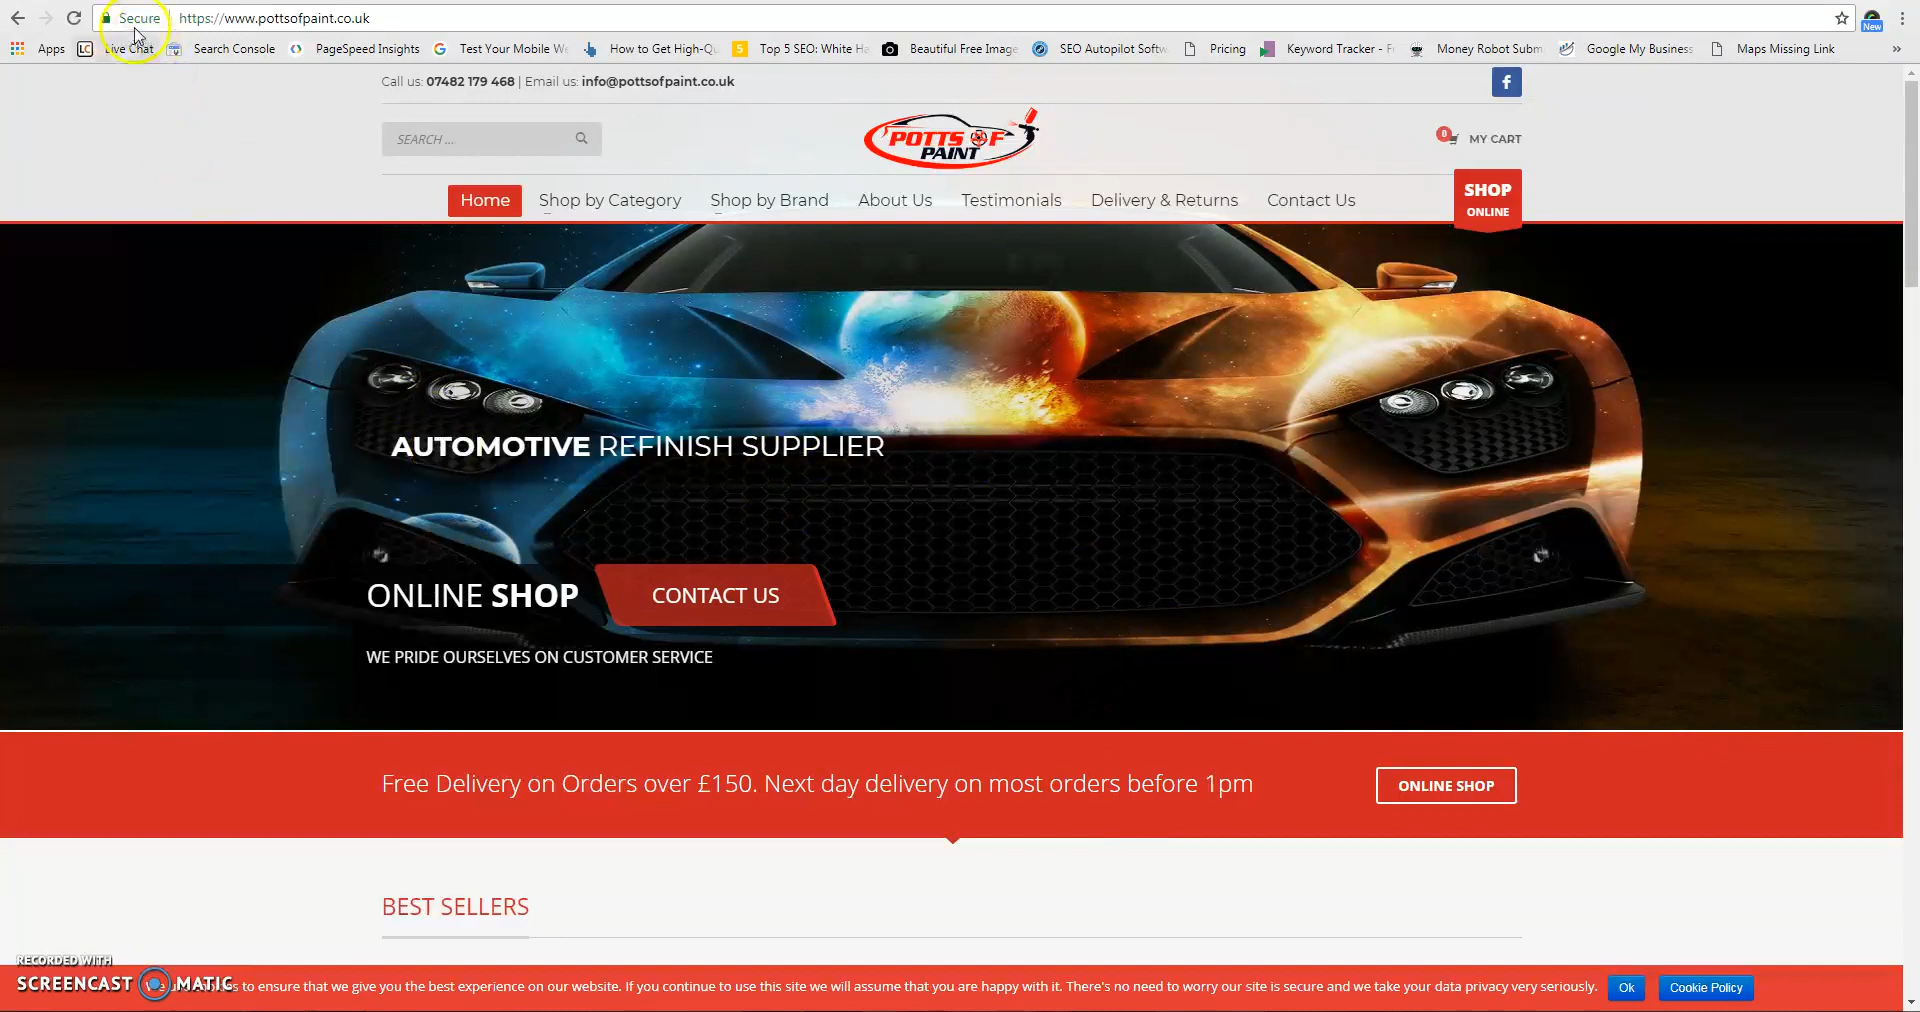 Secure https://www.pottsofpaint.co.uk
Apps LC Live Chat Search Console PageSpeed Insights Test Your Mobile We How to Get High-Qu 5 Top 5 SEO: White Ha Beautiful Free Image SEO Autopilot Softw Pricing Keyword Tracker - F Money Robot Subm Google My Business Maps Missing Link »
New
Call us: 07482 179 468 | Email us: info@pottsofpaint.co.uk
f
SEARCH ...
POTTS OF
PAINT
0 MY CART
Home Shop by Category Shop by Brand About Us Testimonials Delivery & Returns Contact Us
SHOP
ONLINE
AUTOMOTIVE REFINISH SUPPLIER
ONLINE SHOP CONTACT US
WE PRIDE OURSELVES ON CUSTOMER SERVICE
Free Delivery on Orders over £150. Next day delivery on most orders before 1pm ONLINE SHOP
BEST SELLERS
RECORDED WITH
SCREENCAST MATIC
to ensure that we give you the best experience on our website. If you continue to use this site we will assume that you are happy with it. There's no need to worry our site is secure and we take your data privacy very seriously. Ok Cookie Policy